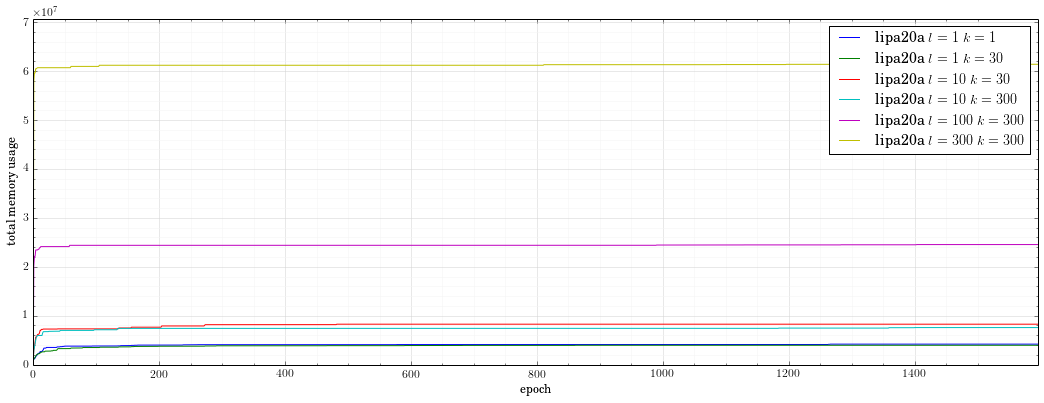 ×10⁷
7
6
5
4
3
2
1
0
total memory usage
0 200 400 600 800 1000 1200 1400
epoch
lipa20a l = 1 k = 1
lipa20a l = 1 k = 30
lipa20a l = 10 k = 30
lipa20a l = 10 k = 300
lipa20a l = 100 k = 300
lipa20a l = 300 k = 300